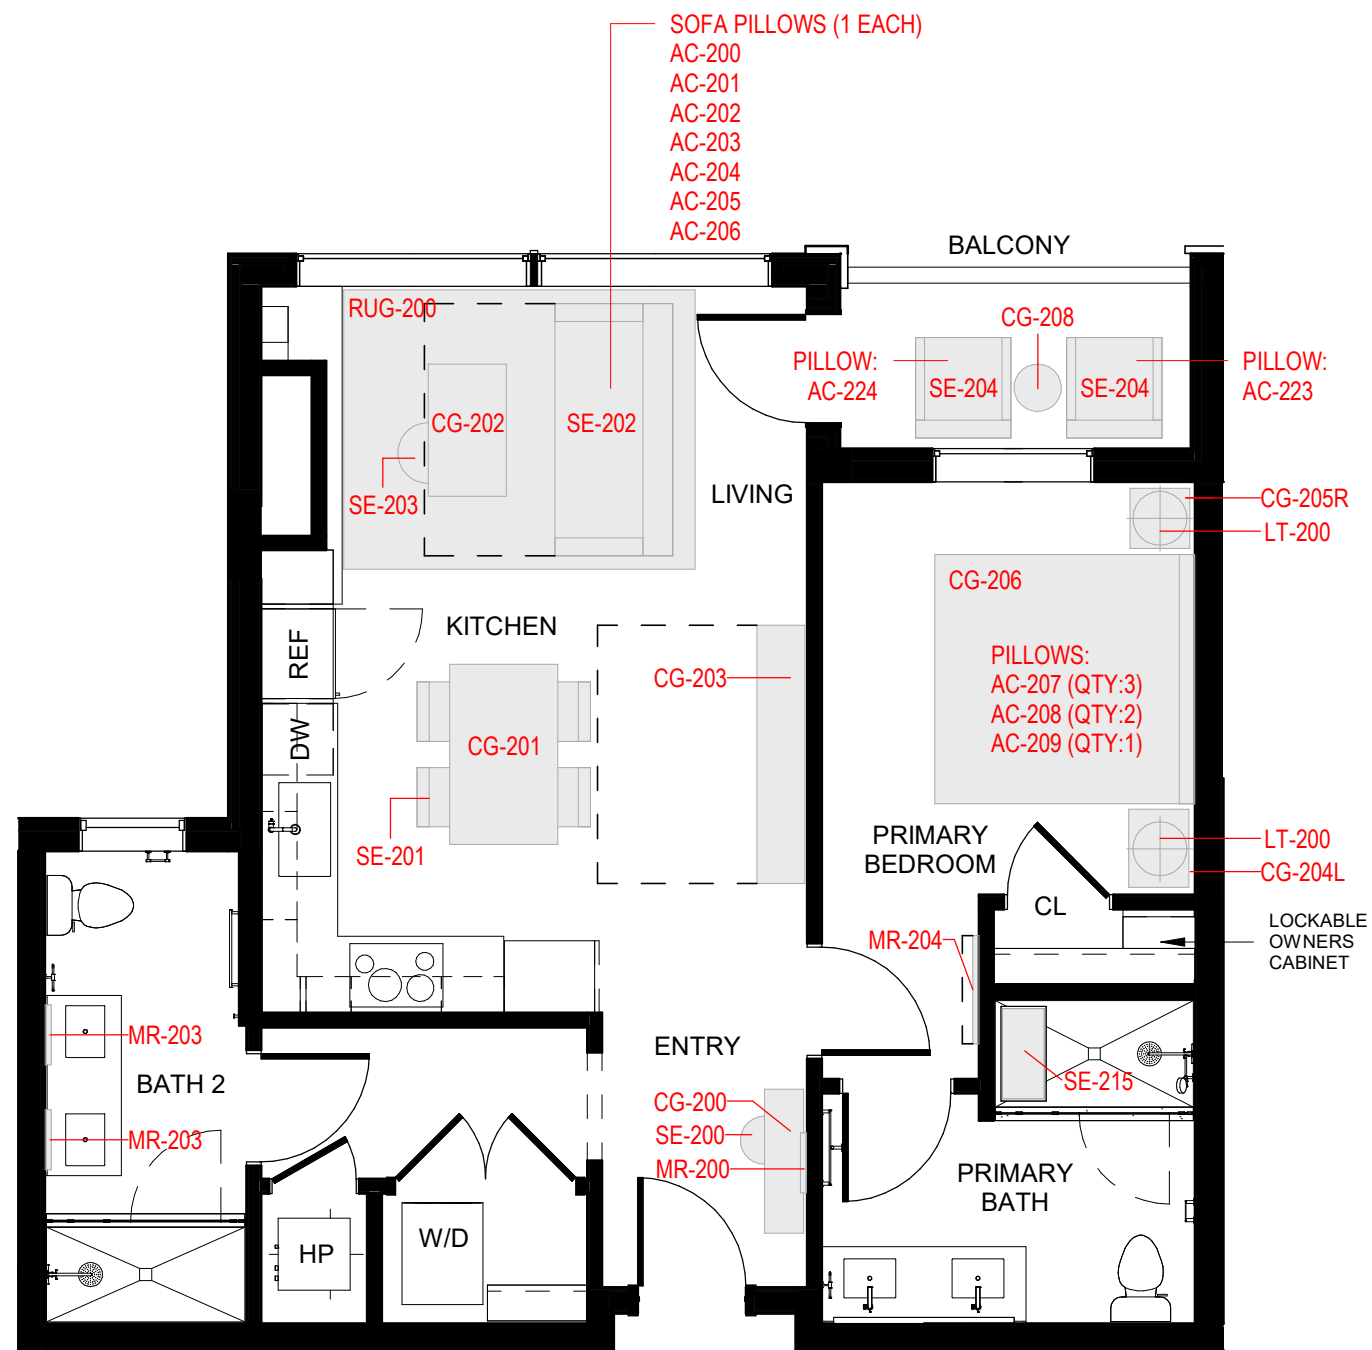 SOFA PILLOWS (1 EACH)
AC-200
AC-201
AC-202
AC-203
AC-204
AC-205
AC-206
BALCONY
RUG-200
CG-208
PILLOW:
AC-224
SE-204
SE-204
PILLOW:
AC-223
CG-202
SE-202
SE-203
LIVING
CG-205R
LT-200
CG-206
KITCHEN
REF
PILLOWS:
AC-207 (QTY:3)
AC-208 (QTY:2)
AC-209 (QTY:1)
CG-203
DW
CG-201
SE-201
PRIMARY
BEDROOM
LT-200
CG-204L
CL
LOCKABLE
OWNERS
CABINET
MR-204
MR-203
BATH 2
MR-203
ENTRY
SE-215
CG-200
SE-200
MR-200
PRIMARY
BATH
HP
W/D